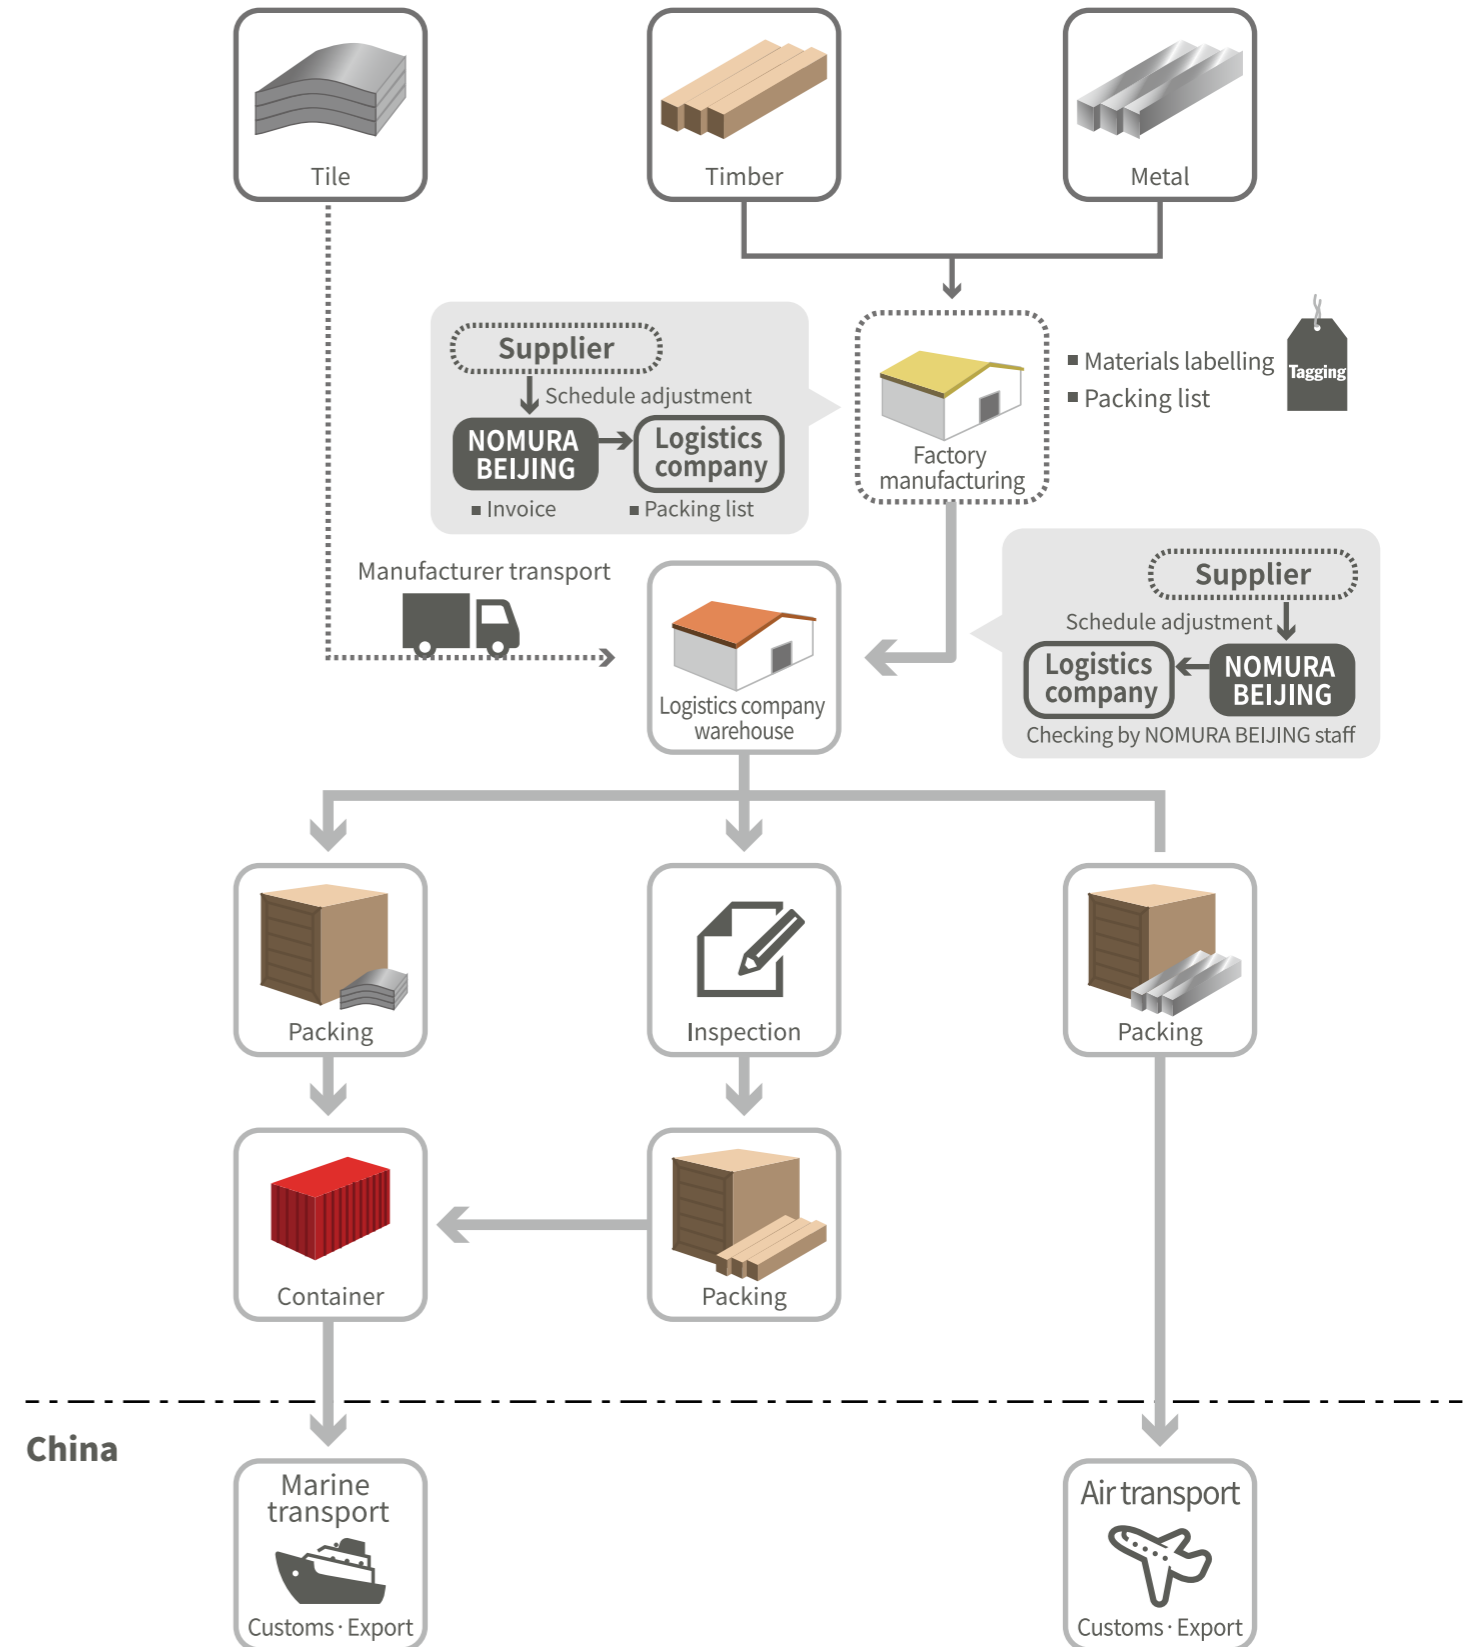 Tile
Timber
Metal
Supplier
Schedule adjustment
NOMURA
BEIJING
Logistics
company
■ Invoice
■ Packing list
Factory
manufacturing
■ Materials labelling
■ Packing list
Tagging
Manufacturer transport
Logistics company
warehouse
Supplier
Schedule adjustment
Logistics
company
NOMURA
BEIJING
Checking by NOMURA BEIJING staff
Packing
Inspection
Packing
Container
Packing
China
Marine
transport
Customs · Export
Air transport
Customs · Export